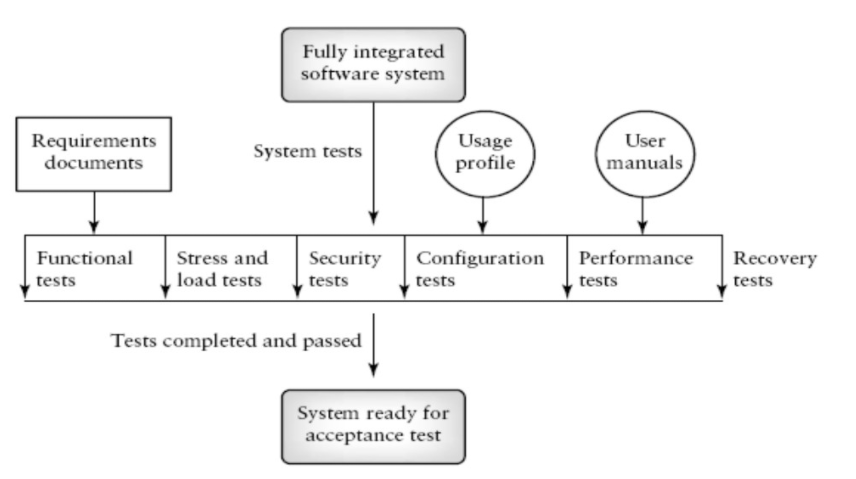 Fully integrated
software system
Requirements
documents
System tests
Usage
profile
User
manuals
Functional
tests
Stress and
load tests
Security
tests
Configuration
tests
Performance
tests
Recovery
tests
Tests completed and passed
System ready for
acceptance test